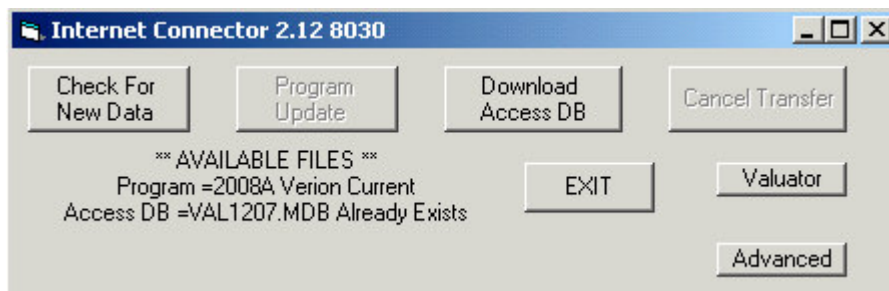 Internet Connector 2.12 8030
Check For
New Data
Program
Update
Download
Access DB
Cancel Transfer
** AVAILABLE FILES **
Program =2008A Verion Current
Access DB =VAL1207.MDB Already Exists
EXIT
Valuator
Advanced